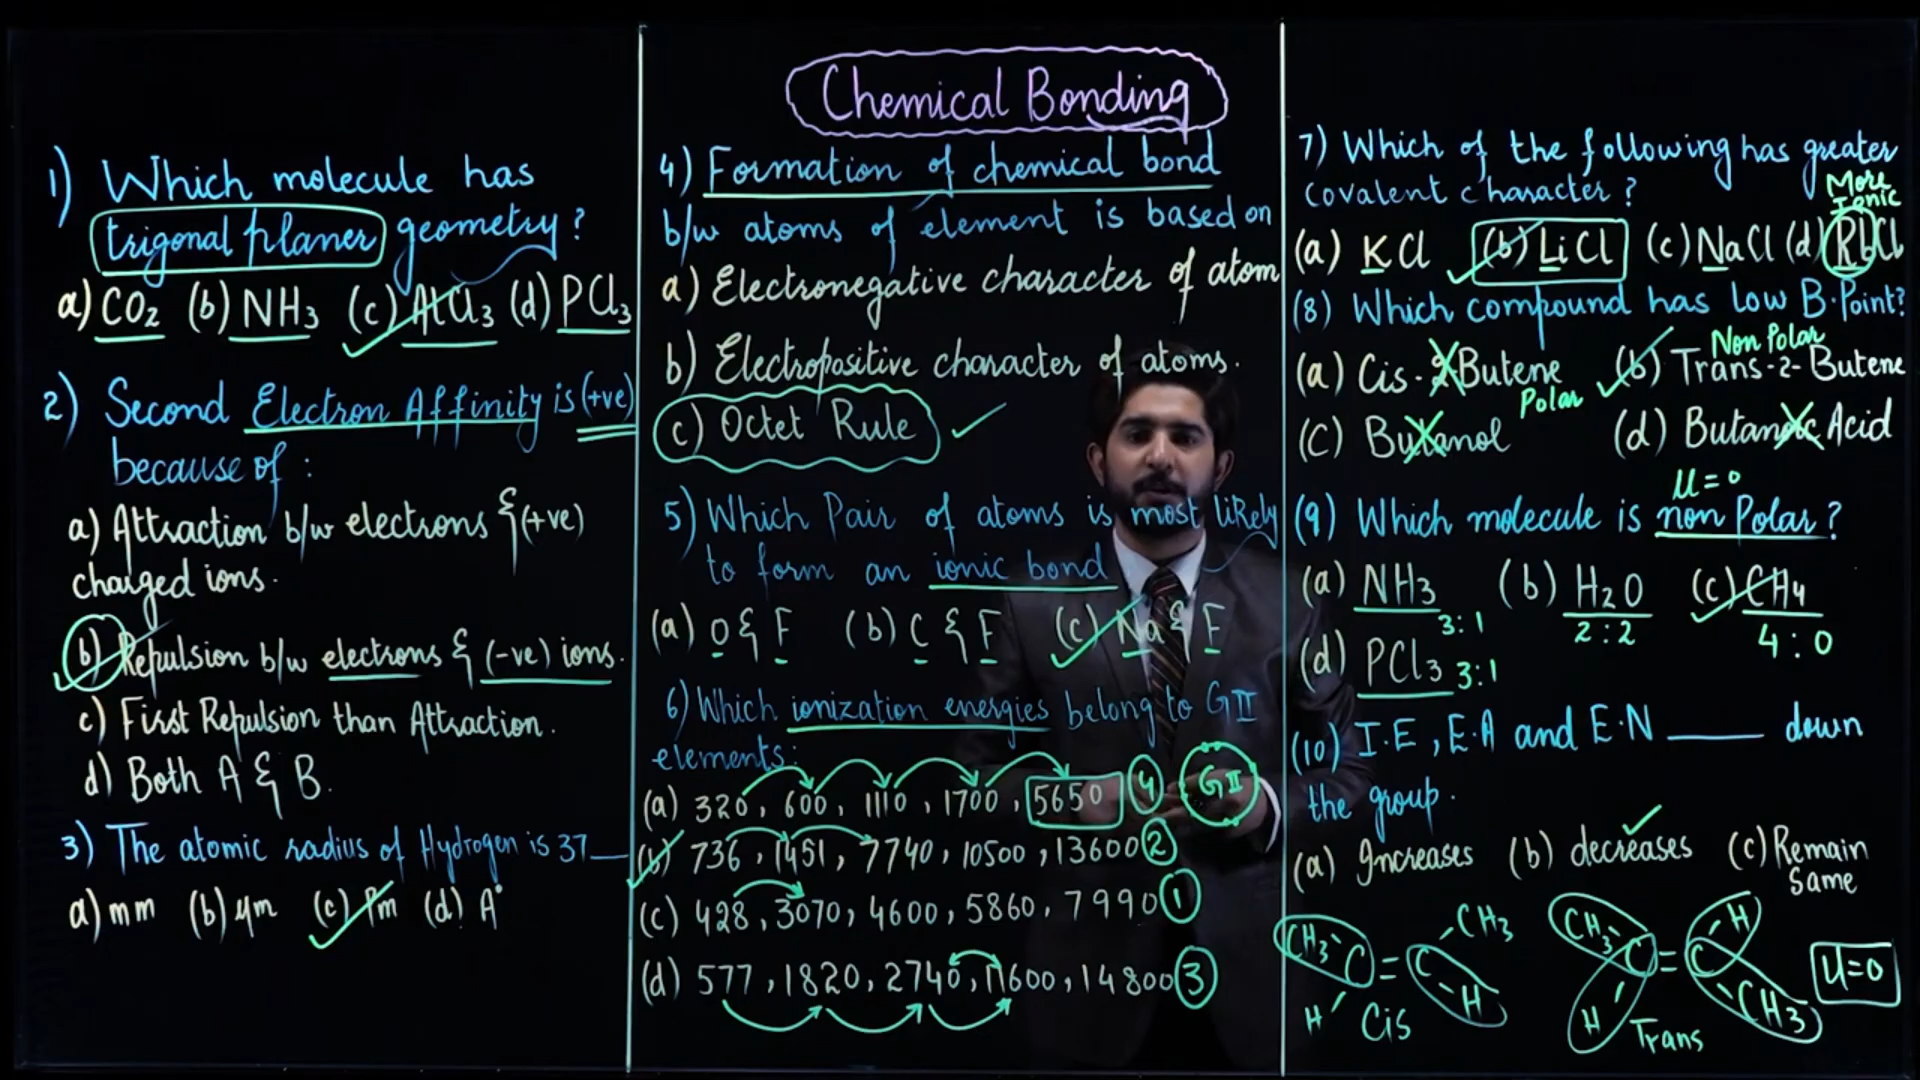 Chemical Bonding
1) Which molecule has
trigonal planer geometry?
a) CO2 (b) NH3 (c) AlCl3 (d) PCl3
2) Second Electron Affinity is (+ve)
because of :
a) Attraction b/w electrons & (+ve)
charged ions.
b) Repulsion b/w electrons & (-ve) ions.
c) First Repulsion than Attraction.
d) Both A & B.
3) The atomic radius of Hydrogen is 37__
a) mm (b) μm (c) Pm (d) A°
4) Formation of chemical bond
b/w atoms of element is based on
a) Electronegative character of atom
b) Electropositive character of atoms.
c) Octet Rule
5) Which Pair of atoms is most likely
to form an ionic bond
(a) O & F (b) C & F (c) Na & F
6) Which ionization energies belong to G II
elements:
(a) 320, 600, 1110, 1700, 5650 4 G II
(b) 736, 1451, 7740, 10500, 13600 2
(c) 428, 3070, 4600, 5860, 7990 1
(d) 577, 1820, 2740, 11600, 14800 3
7) Which of the following has greater
covalent character ?
More
Ionic
(a) KCl (b) LiCl (c) NaCl (d) RbCl
(8) Which compound has low B.Point?
Non Polar
(a) Cis-2Butene (b) Trans-2-Butene
Polar
(C) Butanol (d) Butanoic Acid
μ=0
(9) Which molecule is non Polar ?
(a) NH3 (b) H2O (c) CH4
3:1 2:2 4:0
(d) PCl3 3:1
(10) I.E, E.A and E.N ____ down
the group.
(a) Increases (b) decreases (c) Remain
Same
CH3 C = C CH3 H H Cis
CH3 C = C H H CH3 Trans
μ=0